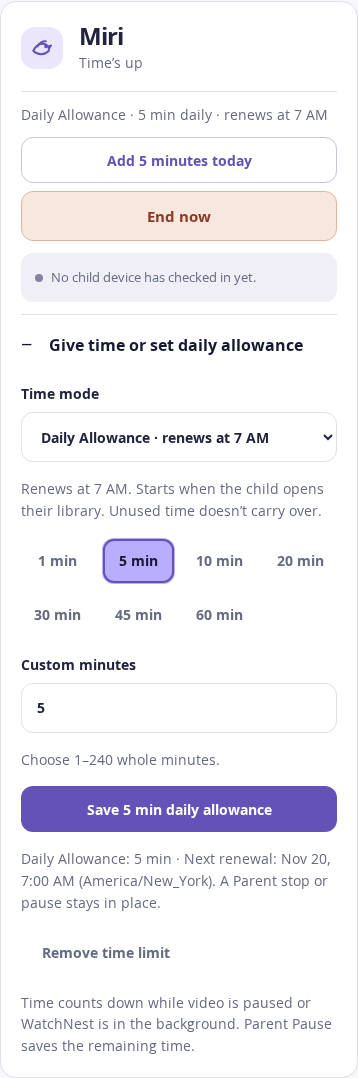 Miri
Time's up
Daily Allowance · 5 min daily · renews at 7 AM
Add 5 minutes today
End now
No child device has checked in yet.
– Give time or set daily allowance
Time mode
Daily Allowance · renews at 7 AM
Renews at 7 AM. Starts when the child opens
their library. Unused time doesn’t carry over.
1 min 5 min 10 min 20 min
30 min 45 min 60 min
Custom minutes
5
Choose 1–240 whole minutes.
Save 5 min daily allowance
Daily Allowance: 5 min · Next renewal: Nov 20,
7:00 AM (America/New_York). A Parent stop or
pause stays in place.
Remove time limit
Time counts down while video is paused or
WatchNest is in the background. Parent Pause
saves the remaining time.